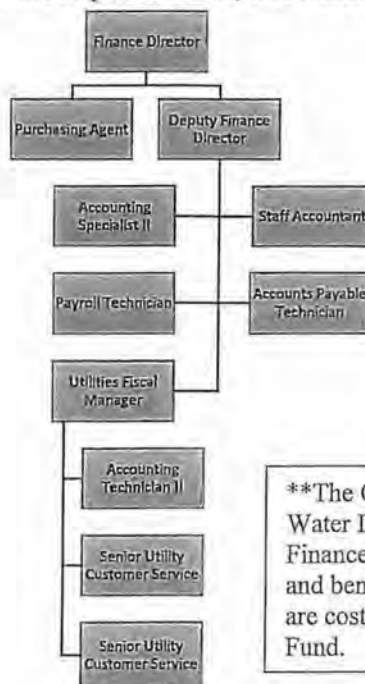 Finance Director
Purchasing Agent
Deputy Finance
Director
Accounting
Specialist II
Staff Accountant
Payroll Technician
Accounts Payable
Technician
Utilities Fiscal
Manager
Accounting
Technician II
Senior Utility
Customer Service
Senior Utility
Customer Service
**The
Water
Finance
and
are cost
Fund.